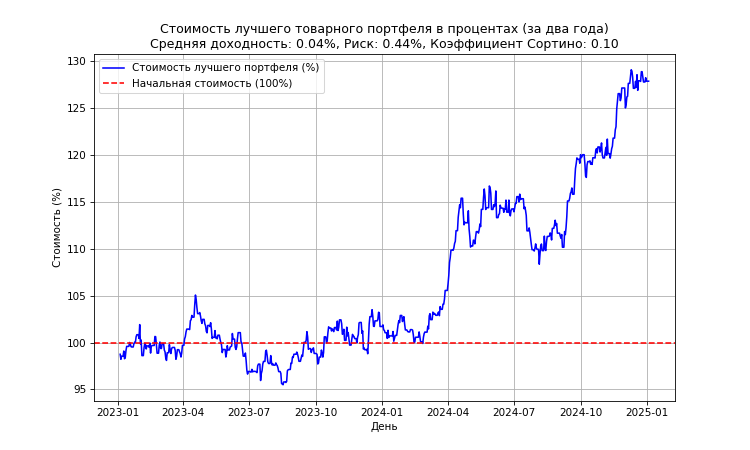 Стоимость лучшего товарного портфеля в процентах (за два года)
Средняя доходность: 0.04%, Риск: 0.44%, Коэффициент Сортино: 0.10
Стоимость лучшего портфеля (%)
Начальная стоимость (100%)
Стоимость (%)
130
125
120
115
110
105
100
95
2023-01
2023-04
2023-07
2023-10
2024-01
2024-04
2024-07
2024-10
2025-01
День